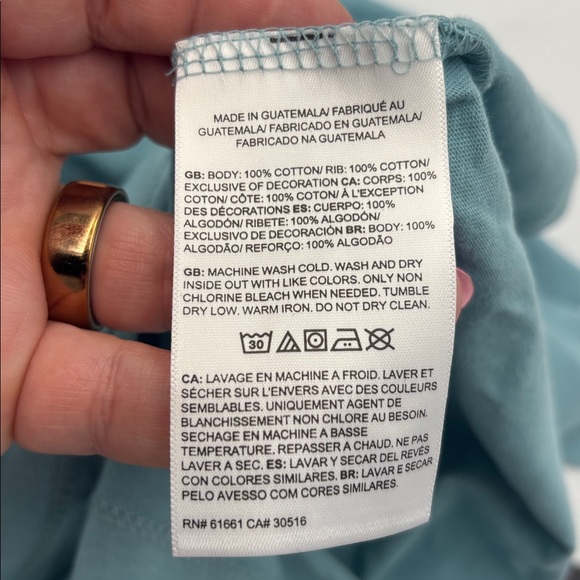 MADE IN GUATEMALA/ FABRIQUÉ AU
GUATEMALA/ FABRICADO EN GUATEMALA/
FABRICADO NA GUATEMALA
GB: BODY: 100% COTTON/ RIB: 100% COTTON/
EXCLUSIVE OF DECORATION CA: CORPS: 100%
COTON/ CÔTE: 100% COTON/ À L'EXCEPTION
DES DÉCORATIONS ES: CUERPO: 100%
ALGODÓN/ RIBETE: 100% ALGODÓN/
EXCLUSIVO DE DECORACIÓN BR: BODY: 100%
ALGODÃO/ REFORÇO: 100% ALGODÃO
GB: MACHINE WASH COLD. WASH AND DRY
INSIDE OUT WITH LIKE COLORS. ONLY NON
CHLORINE BLEACH WHEN NEEDED. TUMBLE
DRY LOW. WARM IRON. DO NOT DRY CLEAN.
30
CA: LAVAGE EN MACHINE A FROID. LAVER ET
SÉCHER SUR L'ENVERS AVEC DES COULEURS
SEMBLABLES. UNIQUEMENT AGENT DE
BLANCHISSEMENT NON CHLORE AU BESOIN.
SECHAGE EN MACHINE A BASSE
TEMPERATURE. REPASSER A CHAUD. NE PAS
LAVER A SEC. ES: LAVAR Y SECAR DEL REVÉS
CON COLORES SIMILARES. BR: LAVAR E SECAR
PELO AVESSO COM CORES SIMILARES.
RN# 61661 CA# 30516